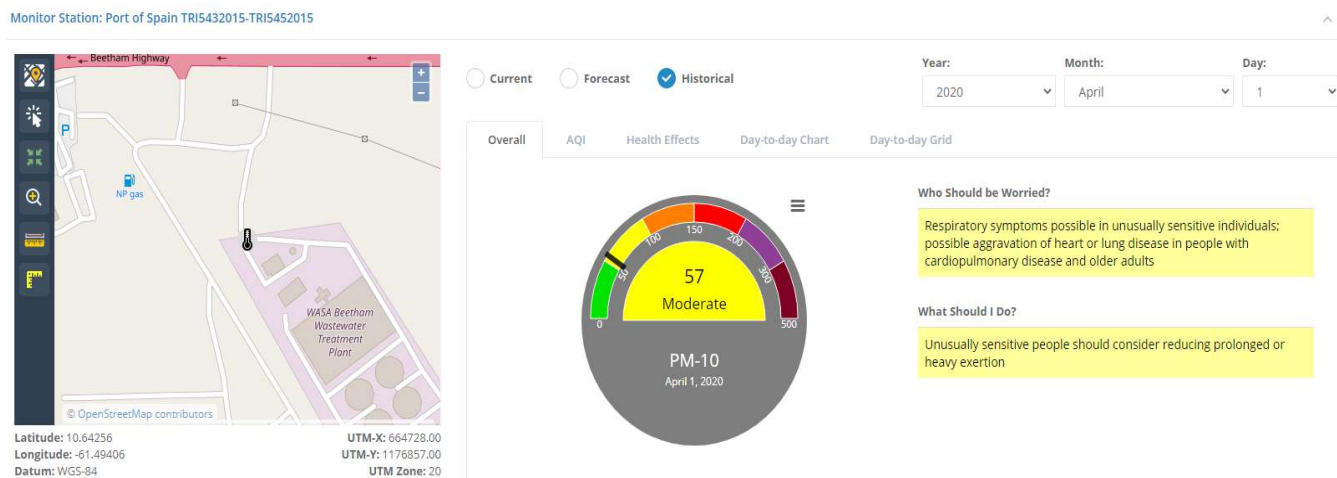 Monitor Station: Port of Spain TRI5432015-TRI5452015
← ← Beetham Highway ← ←
+
−
P
NP gas
WASA Beetham
Wastewater
Treatment
Plant
© OpenStreetMap contributors
Latitude: 10.64256
Longitude: -61.49406
Datum: WGS-84
UTM-X: 664728.00
UTM-Y: 1176857.00
UTM Zone: 20
Current Forecast Historical
Year: Month: Day:
2020 April 1
Overall AQI Health Effects Day-to-day Chart Day-to-day Grid
0 50 100 150 200 300 500
57
Moderate
PM-10
April 1, 2020
Who Should be Worried?
Respiratory symptoms possible in unusually sensitive individuals;
possible aggravation of heart or lung disease in people with
cardiopulmonary disease and older adults
What Should I Do?
Unusually sensitive people should consider reducing prolonged or
heavy exertion